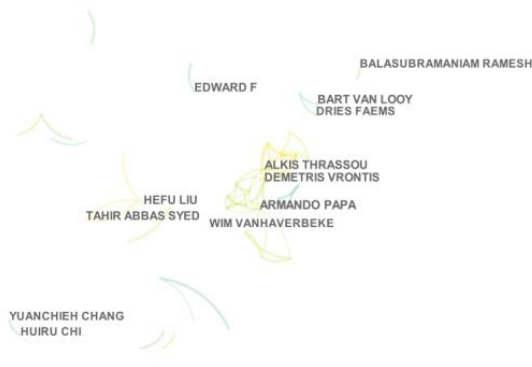 BALASUBRAMANIAM RAMESH
EDWARD F
BART VAN LOOY
DRIES FAEMS
ALKIS THRASSOU
DEMETRIS VRONTIS
HEFU LIU
ARMANDO PAPA
TAHIR ABBAS SYED
WIM VANHAVERBEKE
YUANCHIEH CHANG
HUIRU CHI